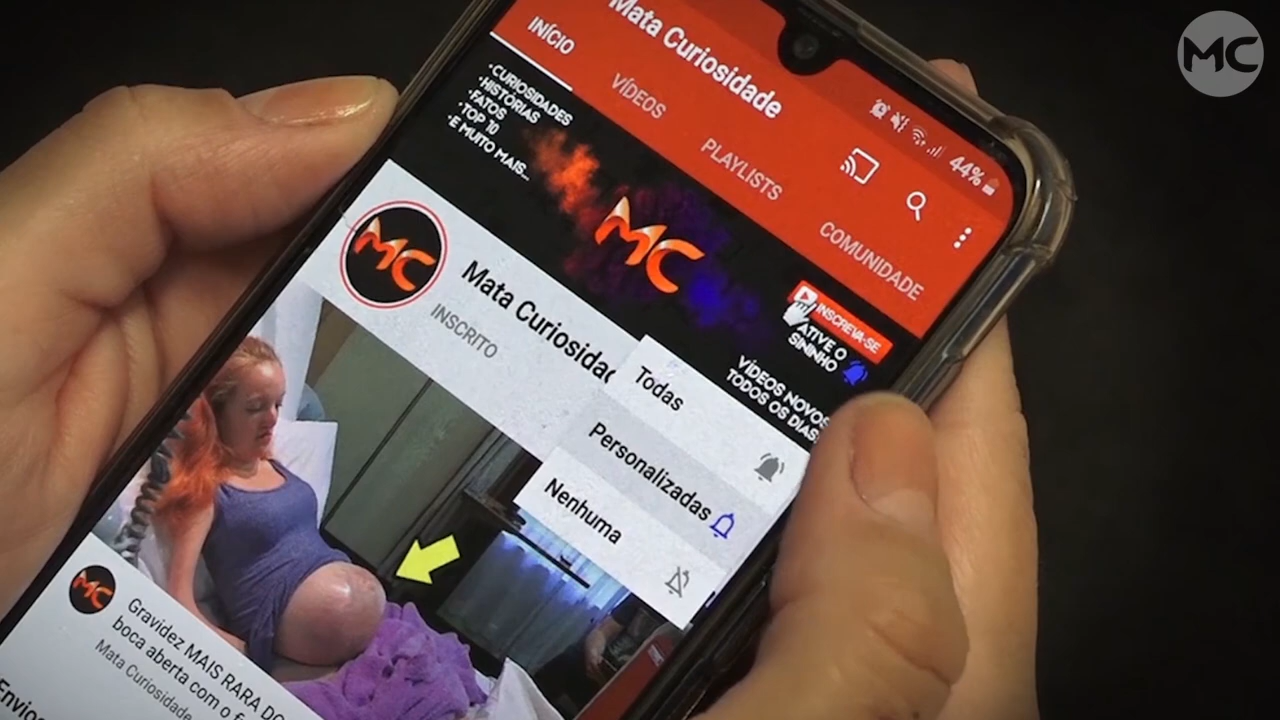 MC
Mata Curiosidade
44%
INÍCIO
VÍDEOS
PLAYLISTS
COMUNIDADE
•CURIOSIDADES
•HISTÓRIAS
•FATOS
•TOP 10
•E MUITO MAIS...
MC
INSCREVA-SE
ATIVE O
SININHO
VÍDEOS NOVOS
TODOS OS DIAS
MC
Mata Curiosidad
INSCRITO
Todas
Personalizadas
Nenhuma
MC
Gravidez MAIS RARA DO
boca aberta com o f
Mata Curiosidade
Envios